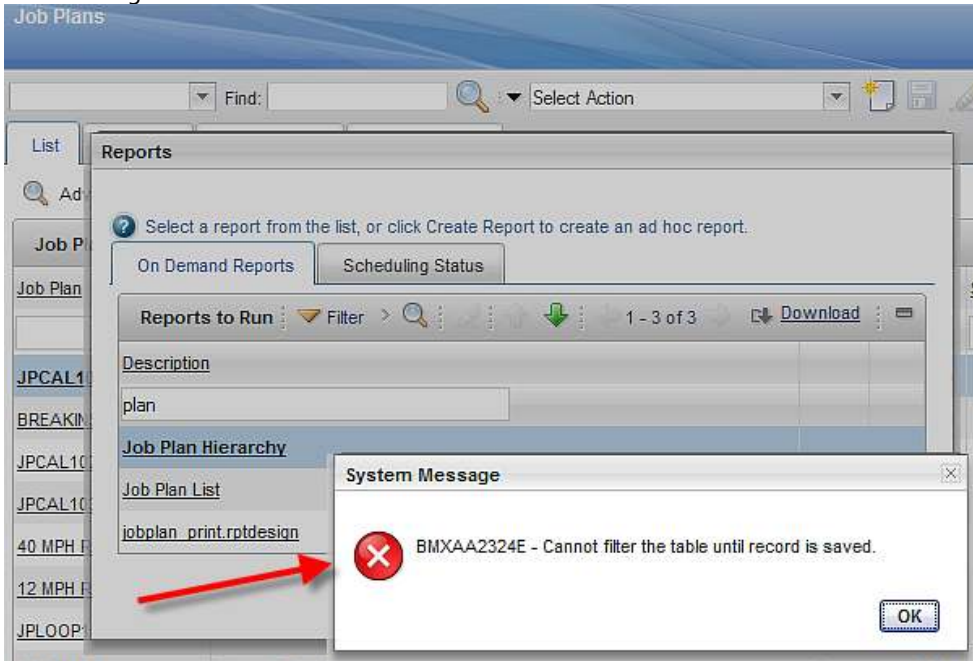 Job Plans
Find: Select Action
List
Reports
Select a report from the list, or click Create Report to create an ad hoc report.
On Demand Reports Scheduling Status
Job Plan
Reports to Run Filter 1 - 3 of 3 Download
Description
plan
JPCAL1
BREAKIN
Job Plan Hierarchy
JPCAL10
Job Plan List
JPCAL10
jobplan_print.rptdesign
40 MPH
12 MPH
JPLOOP
System Message
BMXAA2324E - Cannot filter the table until record is saved.
OK